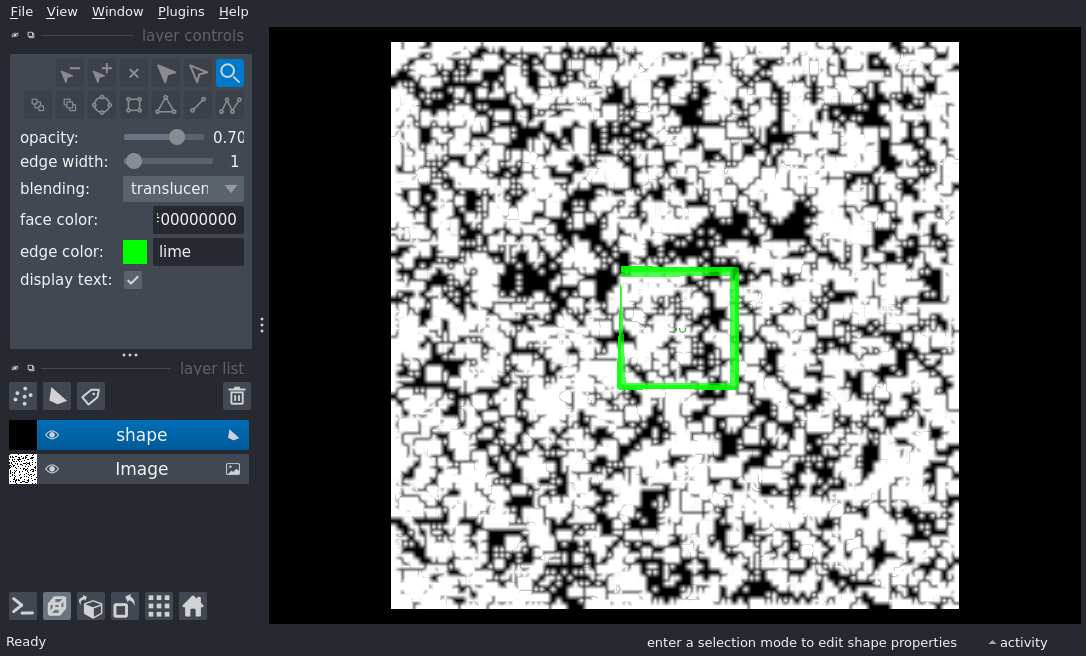 File View Window Plugins Help
layer controls
opacity: 0.70
edge width: 1
blending: translucen
face color: 00000000
edge color: lime
display text:
layer list
shape
Image
Ready
enter a selection mode to edit shape properties
activity